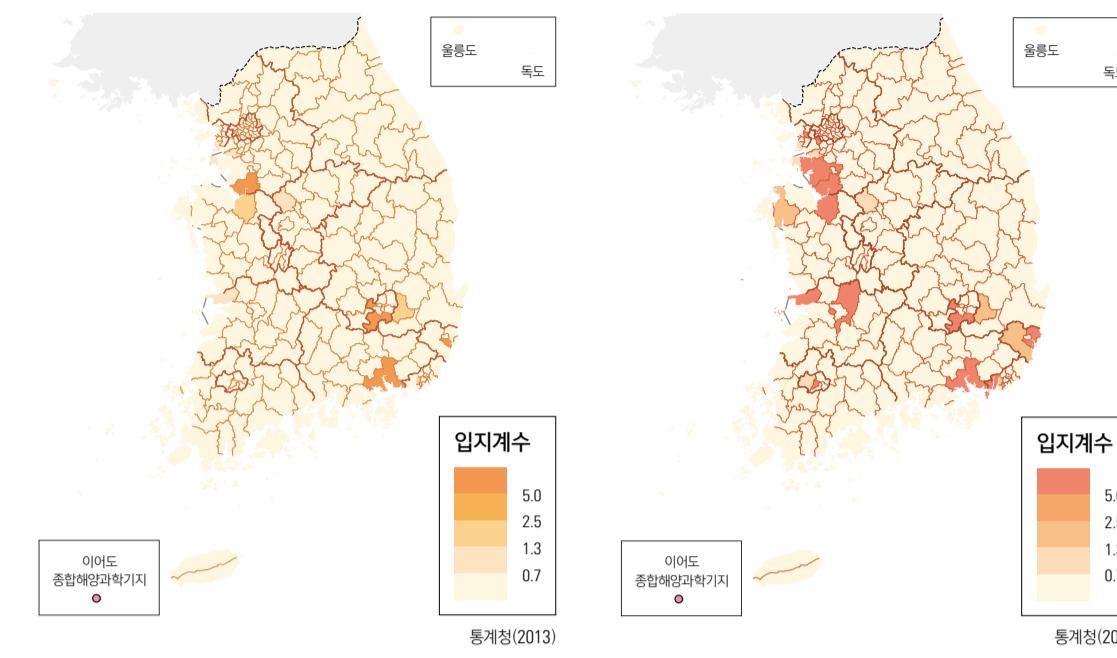 울릉도
독도
입지계수
5.0
2.5
1.3
0.7
이어도
종합해양과학기지
통계청(2013)
울릉도
입지계수
이어도
종합해양과학기지